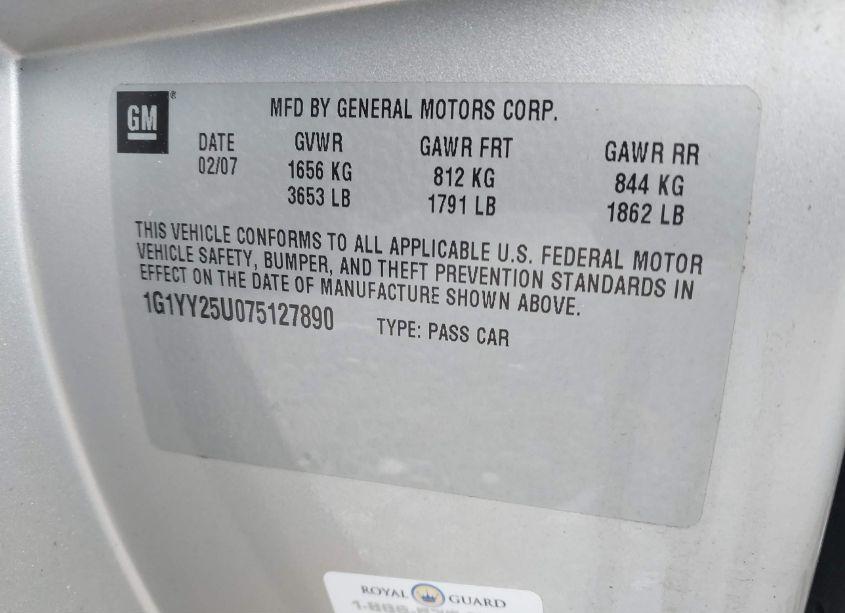 GM
MFD BY GENERAL MOTORS CORP.
DATE GVWR GAWR FRT GAWR RR
02/07 1656 KG 812 KG 844 KG
3653 LB 1791 LB 1862 LB
THIS VEHICLE CONFORMS TO ALL APPLICABLE U.S. FEDERAL MOTOR
VEHICLE SAFETY, BUMPER, AND THEFT PREVENTION STANDARDS IN
EFFECT ON THE DATE OF MANUFACTURE SHOWN ABOVE.
1G1YY25U075127890 TYPE: PASS CAR
ROYAL GUARD